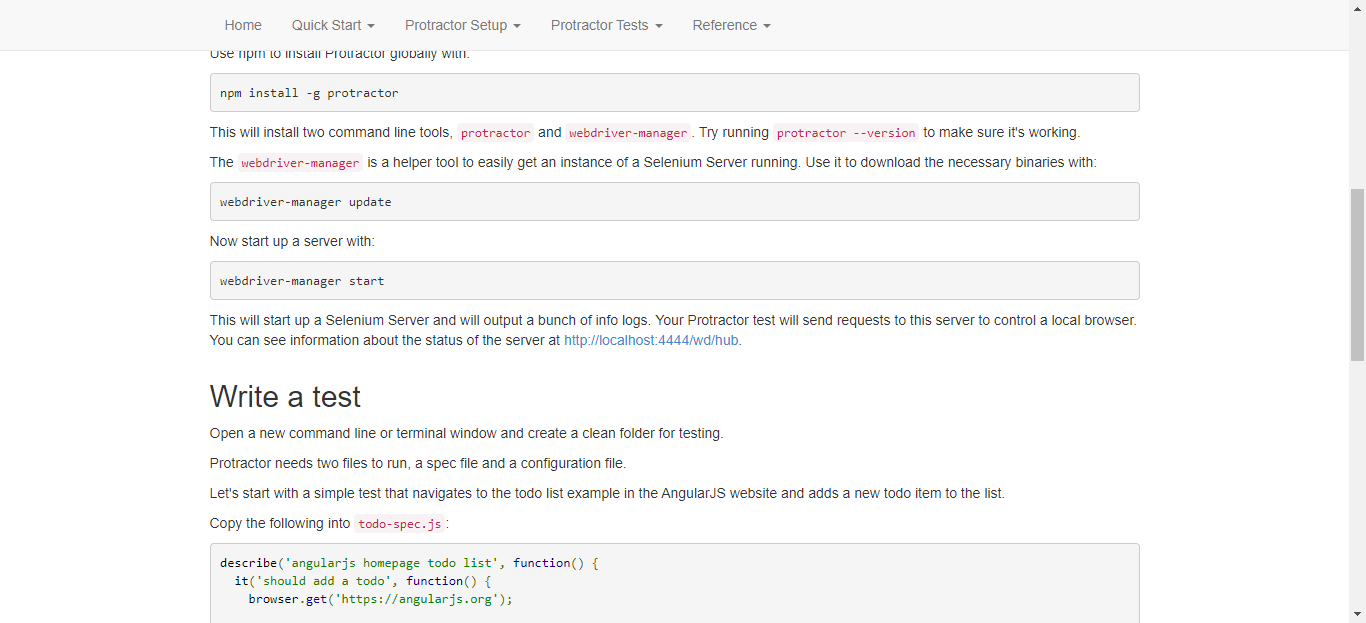 Home Quick Start Protractor Setup Protractor Tests Reference
Use npm to install Protractor globally with:
npm install -g protractor
This will install two command line tools, protractor and webdriver-manager. Try running protractor --version to make sure it's working.
The webdriver-manager is a helper tool to easily get an instance of a Selenium Server running. Use it to download the necessary binaries with:
webdriver-manager update
Now start up a server with:
webdriver-manager start
This will start up a Selenium Server and will output a bunch of info logs. Your Protractor test will send requests to this server to control a local browser.
You can see information about the status of the server at http://localhost:4444/wd/hub.
Write a test
Open a new command line or terminal window and create a clean folder for testing.
Protractor needs two files to run, a spec file and a configuration file.
Let's start with a simple test that navigates to the todo list example in the AngularJS website and adds a new todo item to the list.
Copy the following into todo-spec.js:
describe('angularjs homepage todo list', function() {
  it('should add a todo', function() {
    browser.get('https://angularjs.org');